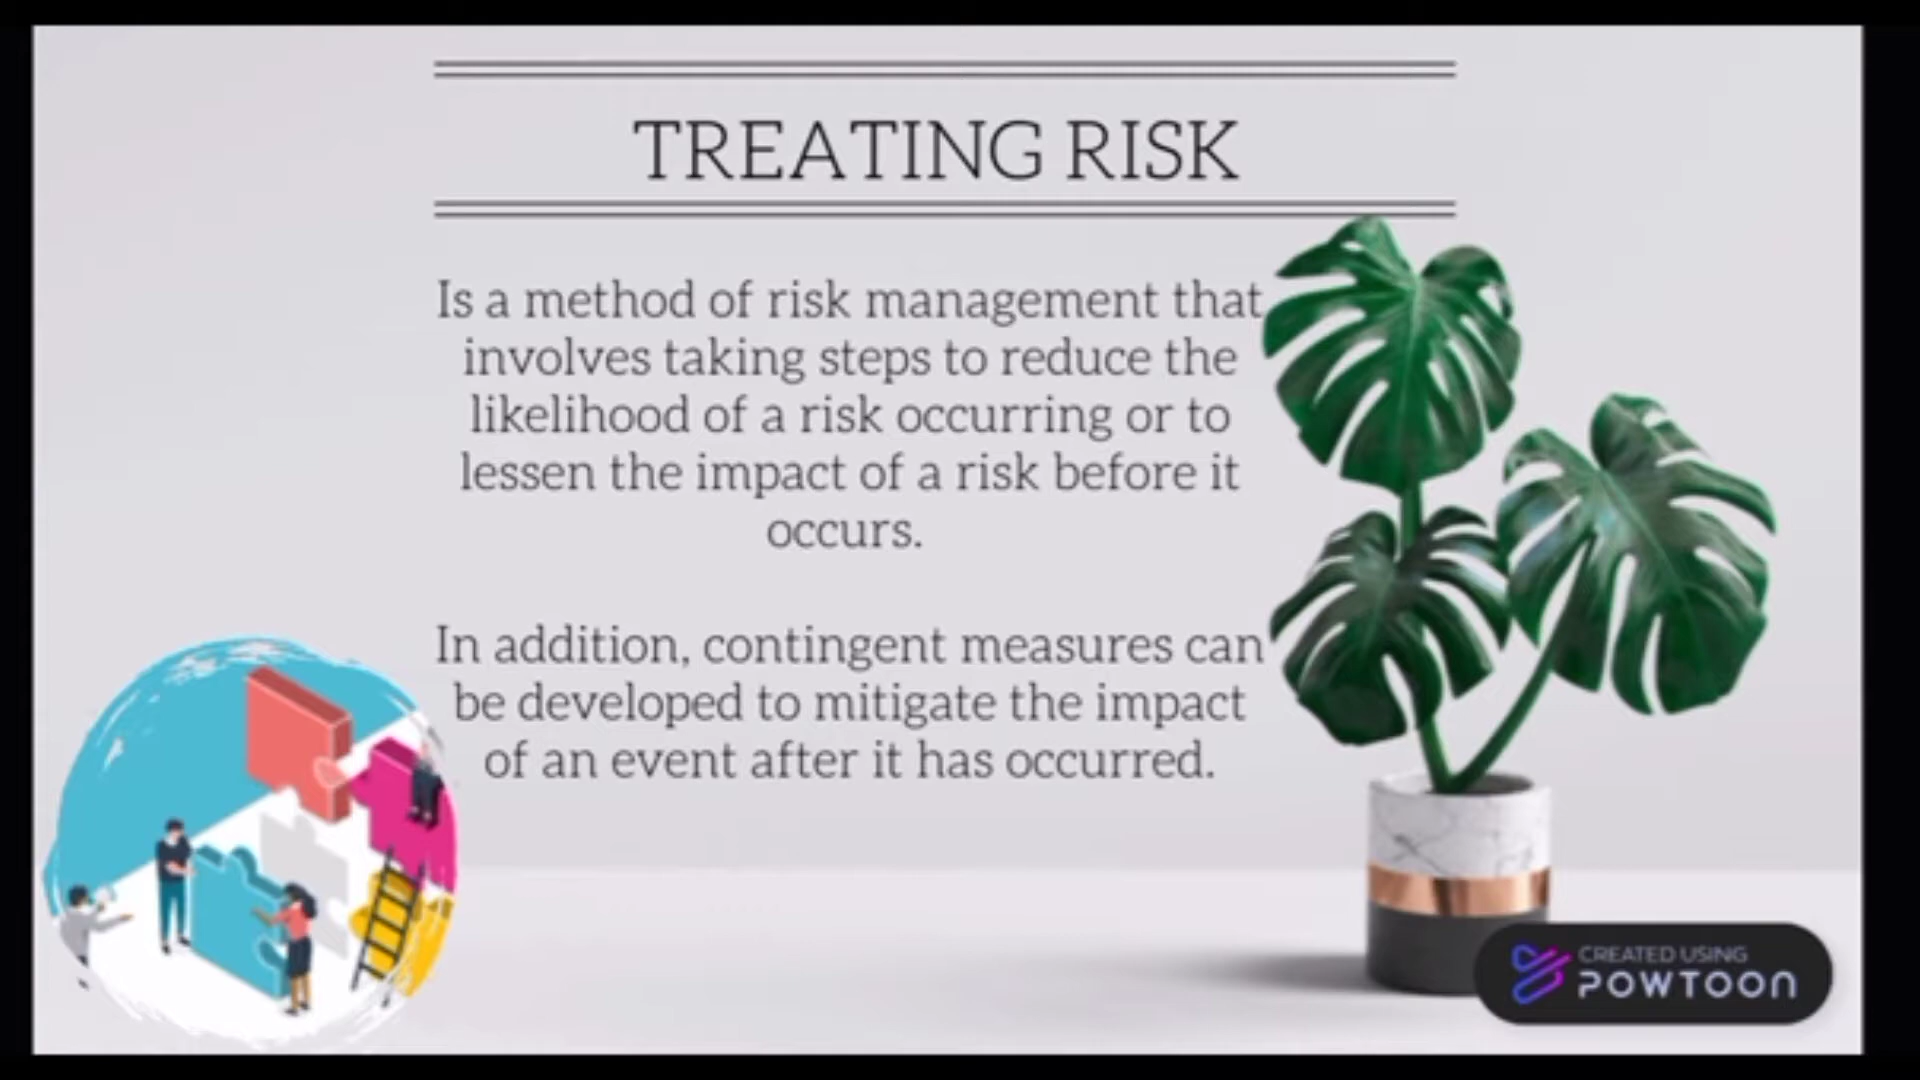 TREATING RISK
Is a method of risk management that
involves taking steps to reduce the
likelihood of a risk occurring or to
lessen the impact of a risk before it
occurs.
In addition, contingent measures can
be developed to mitigate the impact
of an event after it has occurred.
CREATED USING
POWTOON